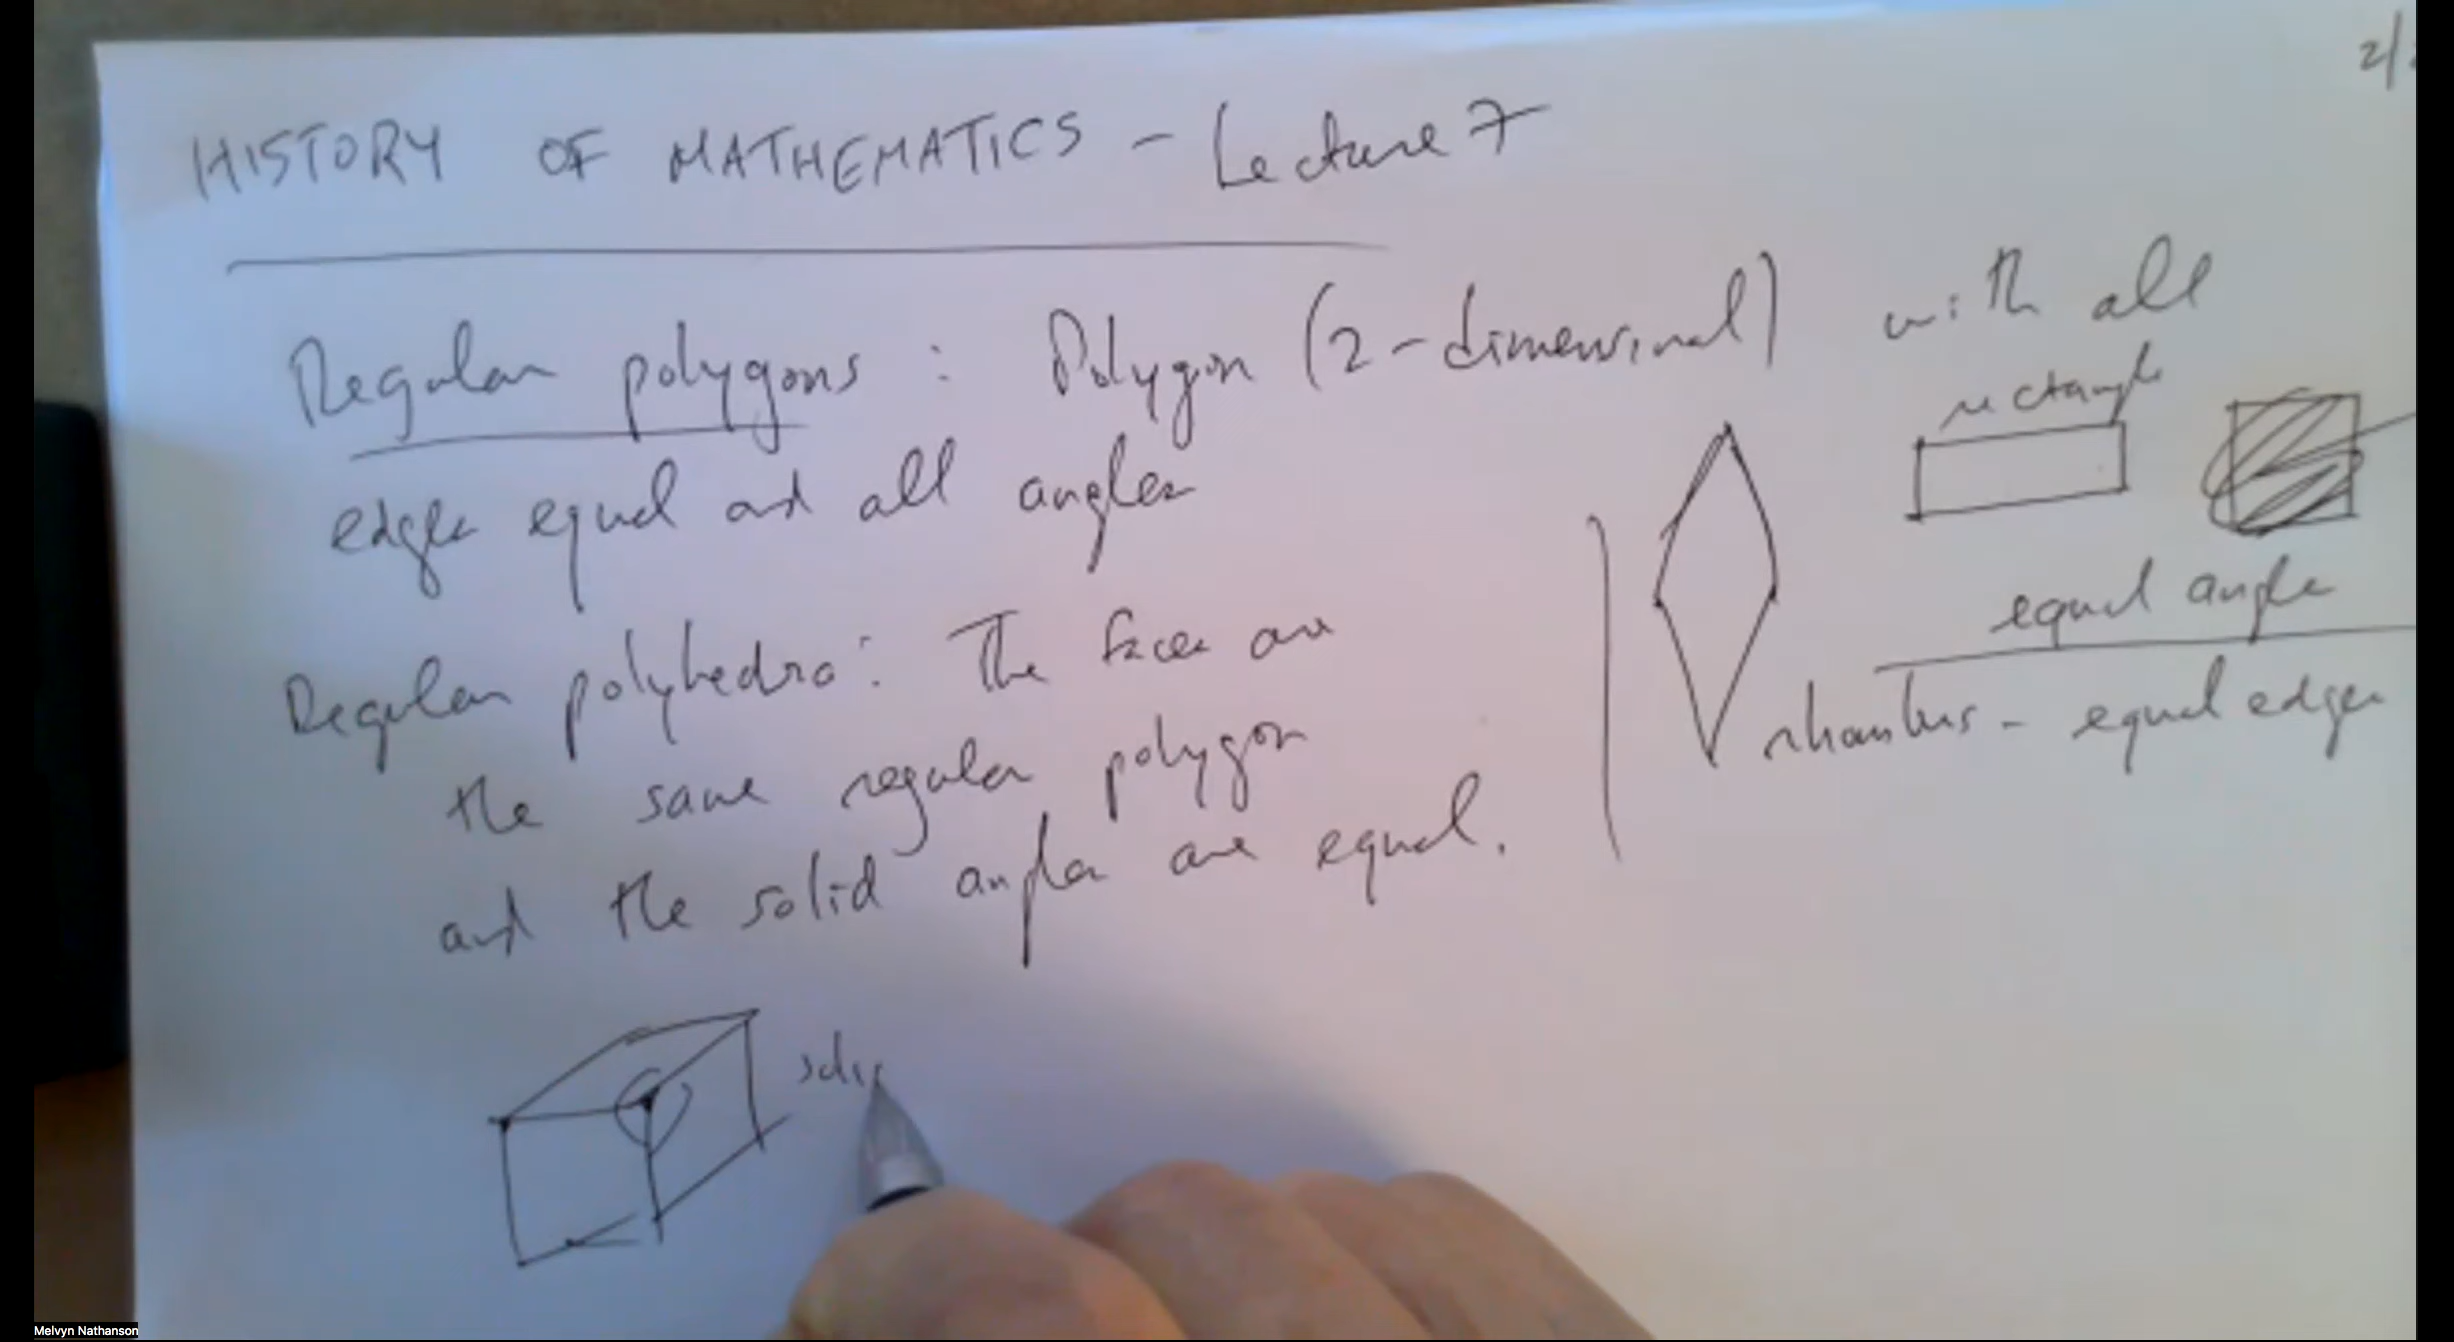 2/
HISTORY OF MATHEMATICS - Lecture 7
Regular polygons : Polygon (2-dimensional) with all
edges equal and all angles
rectangle
equal angle
rhombus - equal edges
Regular polyhedra: The faces are
the same regular polygon
and the solid angles are equal.
soli
Melvyn Nathanson